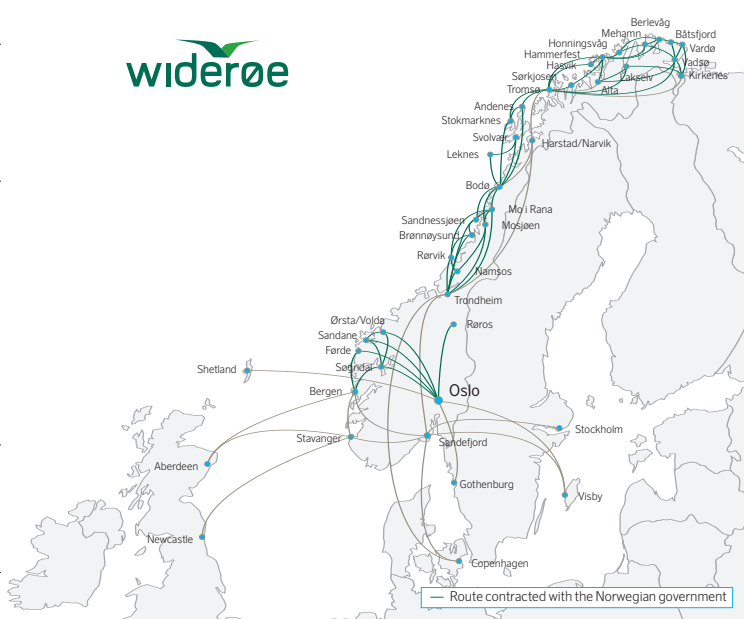 widerøe
Berlevåg
Mehamn
Båtsfjord
Honningsvåg
Vardø
Hammerfest
Vadsø
Hasvik
Kirkenes
Sørkjosen
Lakselv
Tromsø
Alta
Andenes
Stokmarknes
Svolvær
Harstad/Narvik
Leknes
Bodø
Mo i Rana
Sandnessjøen
Mosjøen
Brønnøysund
Rørvik
Namsos
Trondheim
Ørsta/Volda
Røros
Sandane
Førde
Shetland
Sogndal
Bergen
Oslo
Stockholm
Stavanger
Sandefjord
Aberdeen
Gothenburg
Visby
Newcastle
Copenhagen
Route contracted with the Norwegian government